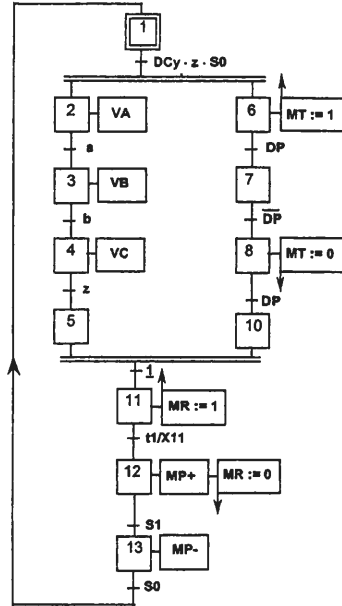 1
DCy · z · S0
2 VA 6 MT := 1
a DP
3 VB 7
b D̅P̅
4 VC 8 MT := 0
z DP
5 10
1
11 MR := 1
t1/X11
12 MP+ MR := 0
S1
13 MP-
S0